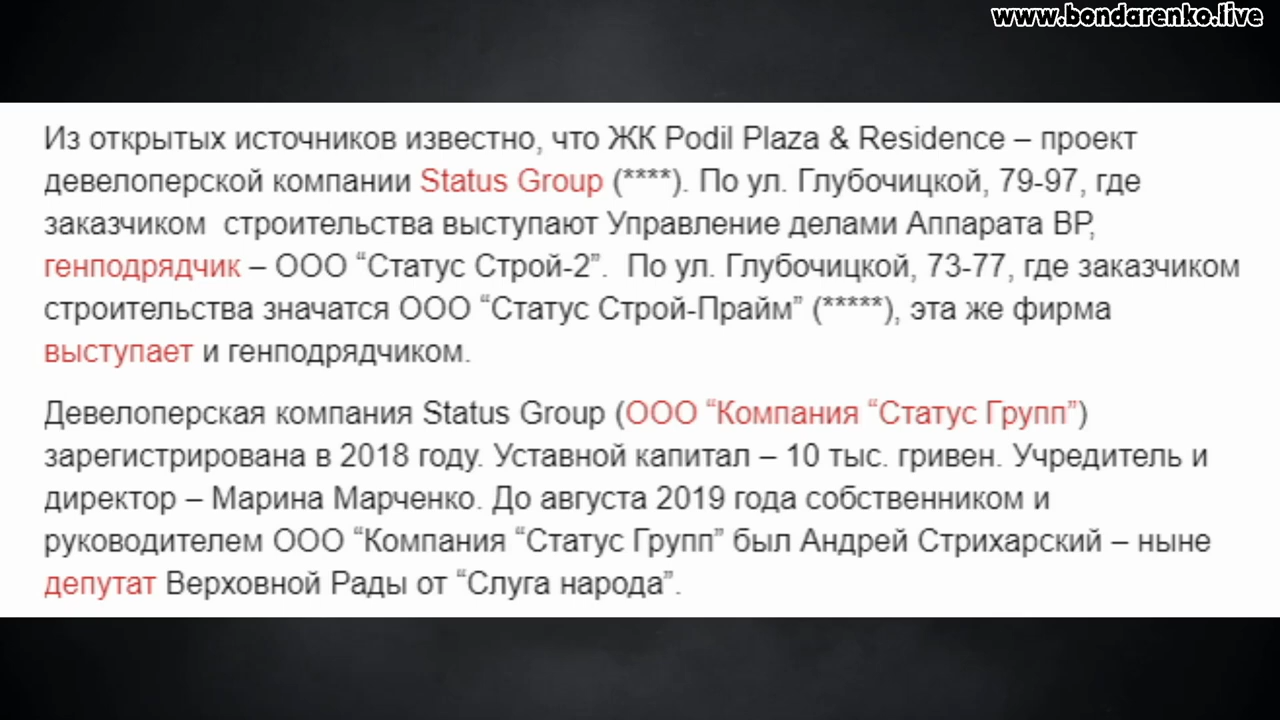 www.bondarenko.live
Из открытых источников известно, что ЖК Podil Plaza & Residence – проект
девелоперской компании Status Group (****). По ул. Глубочицкой, 79-97, где
заказчиком  строительства выступают Управление делами Аппарата ВР,
генподрядчик – ООО “Статус Строй-2”.  По ул. Глубочицкой, 73-77, где заказчиком
строительства значатся ООО “Статус Строй-Прайм” (*****), эта же фирма
выступает и генподрядчиком.
Девелоперская компания Status Group (ООО “Компания “Статус Групп”)
зарегистрирована в 2018 году. Уставной капитал – 10 тыс. гривен. Учредитель и
директор – Марина Марченко. До августа 2019 года собственником и
руководителем ООО “Компания “Статус Групп” был Андрей Стрихарский – ныне
депутат Верховной Рады от “Слуга народа”.